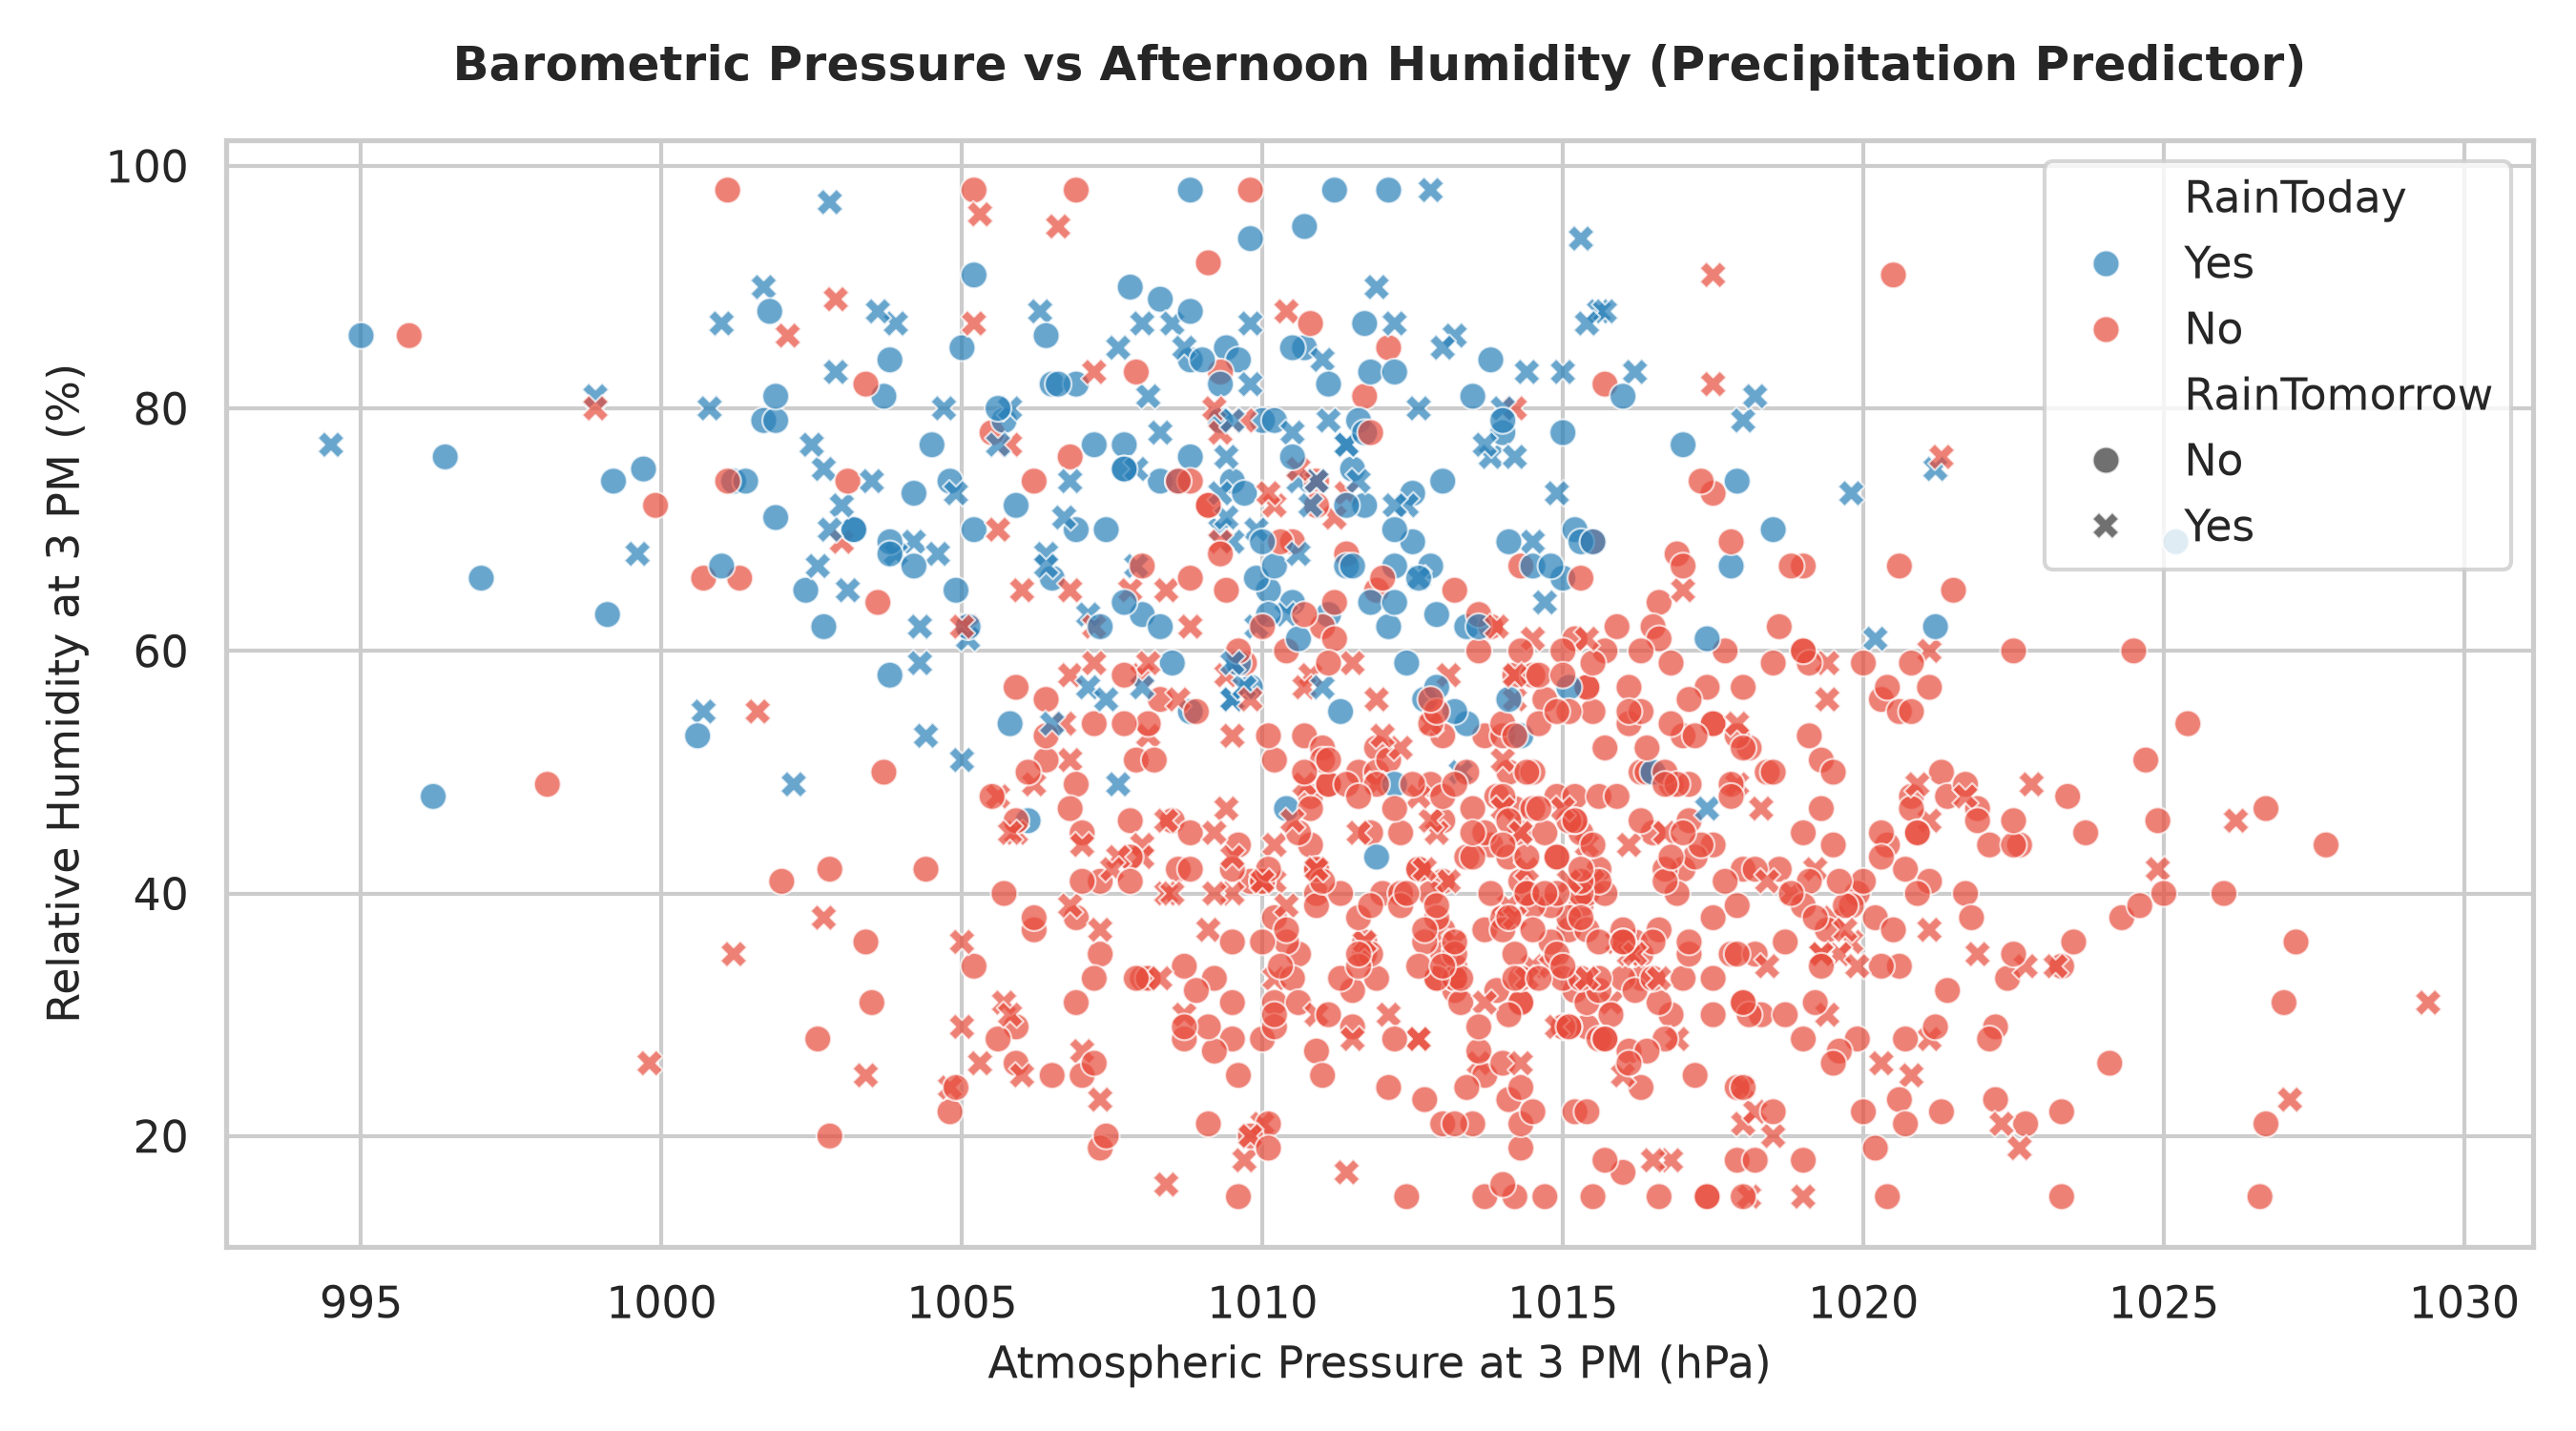 Barometric Pressure vs Afternoon Humidity (Precipitation Predictor)
Relative Humidity at 3 PM (%)
100
80
60
40
20
RainToday
Yes
No
RainTomorrow
No
Yes
995
1000
1005
1010
1015
1020
1025
1030
Atmospheric Pressure at 3 PM (hPa)